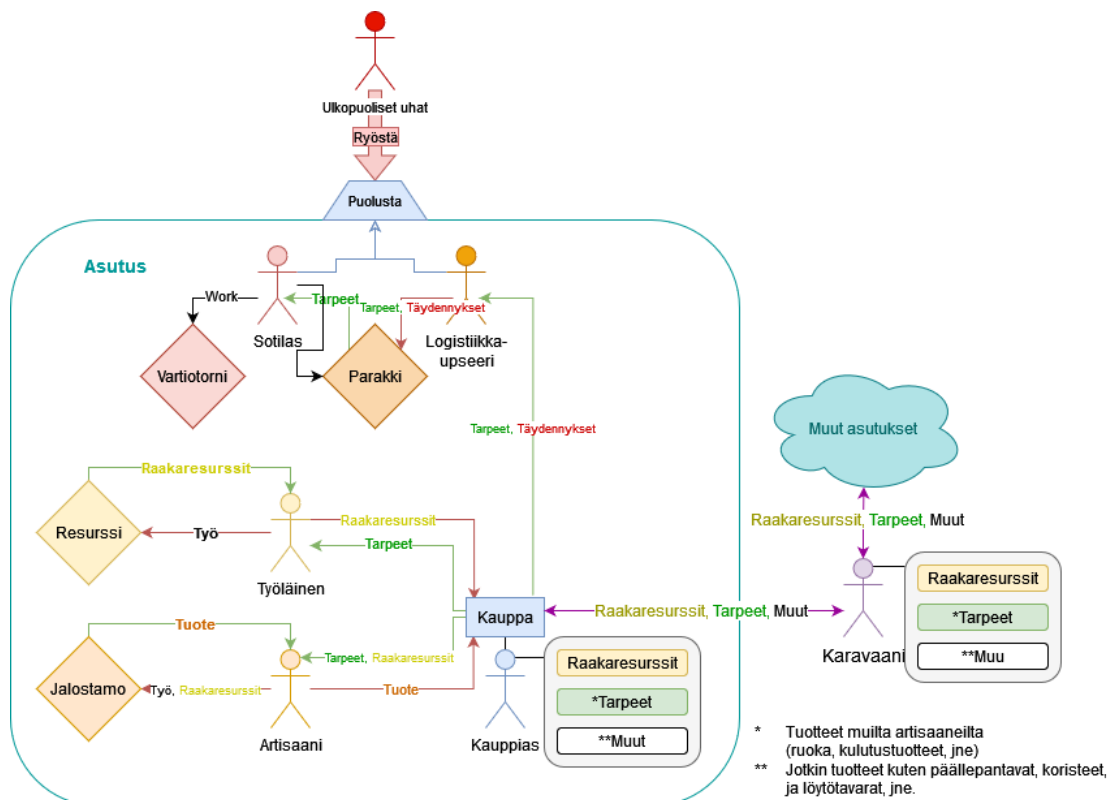 Ulkopuoliset uhat
Ryöstä
Puolusta
Asutus
Work
Tarpeet
Tarpeet, Täydennykset
Sotilas
Logistiikka-
upseeri
Vartiotorni
Parakki
Tarpeet, Täydennykset
Muut asutukset
Raakaresurssit
Resurssi
Työ
Raakaresurssit
Tarpeet
Työläinen
Raakaresurssit, Tarpeet, Muut
Raakaresurssit
*Tarpeet
**Muu
Karavaani
Kauppa
Raakaresurssit, Tarpeet, Muut
Tuote
Tarpeet, Raakaresurssit
Jalostamo
Työ, Raakaresurssit
Tuote
Artisaani
Kauppias
Raakaresurssit
*Tarpeet
**Muut
* Tuotteet muilta artisaaneilta
(ruoka, kulutustuotteet, jne)
** Jotkin tuotteet kuten päällepantavat, koristeet,
ja löytötavarat, jne.